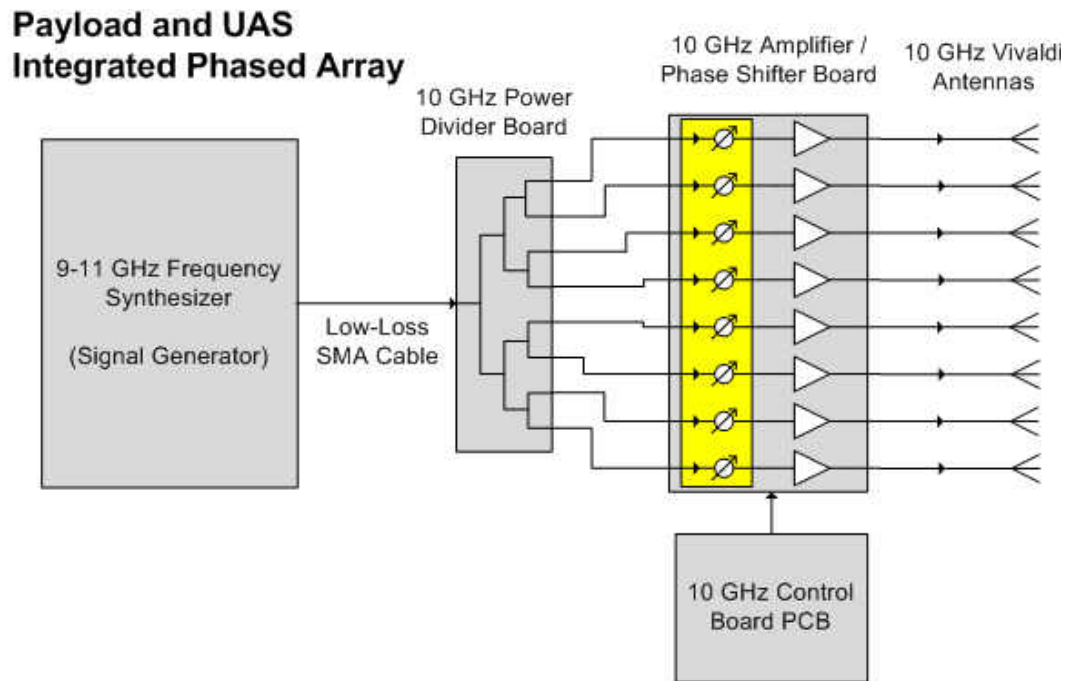 Payload and UAS
Integrated Phased Array
10 GHz Power
Divider Board
10 GHz Amplifier /
Phase Shifter Board
10 GHz Vivaldi
Antennas
9-11 GHz Frequency
Synthesizer
(Signal Generator)
Low-Loss
SMA Cable
10 GHz Control
Board PCB